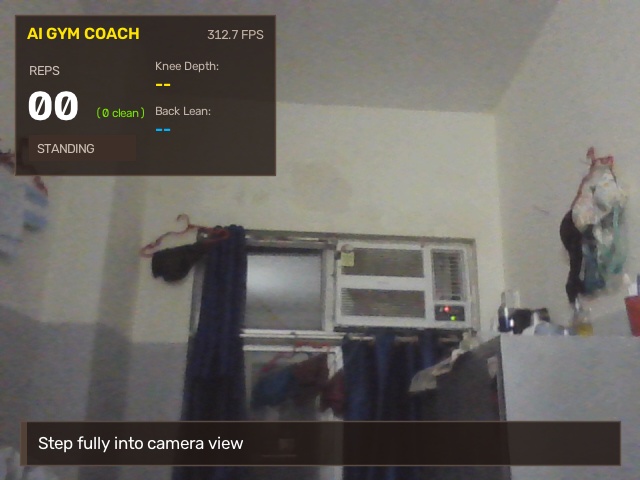 AI GYM COACH
312.7 FPS
REPS
00
(0 clean)
STANDING
Knee Depth:
--
Back Lean:
--
Step fully into camera view